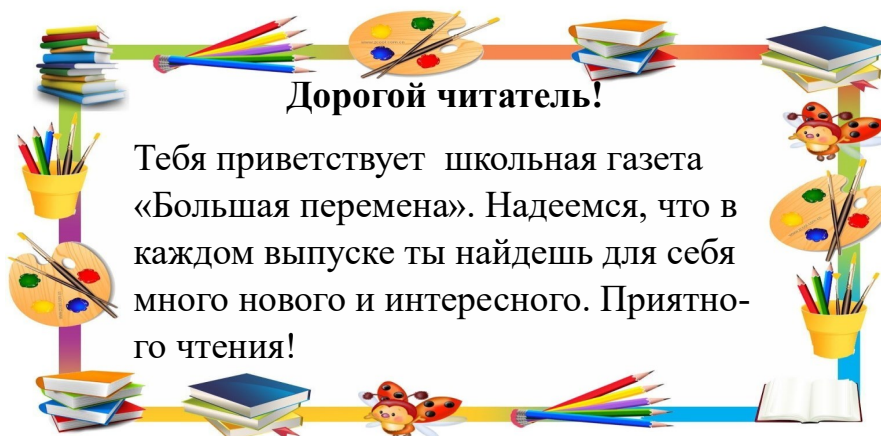 Дорогой читатель!
Тебя приветствует школьная газета
«Большая перемена». Надеемся, что в
каждом выпуске ты найдешь для себя
много нового и интересного. Приятно-
го чтения!